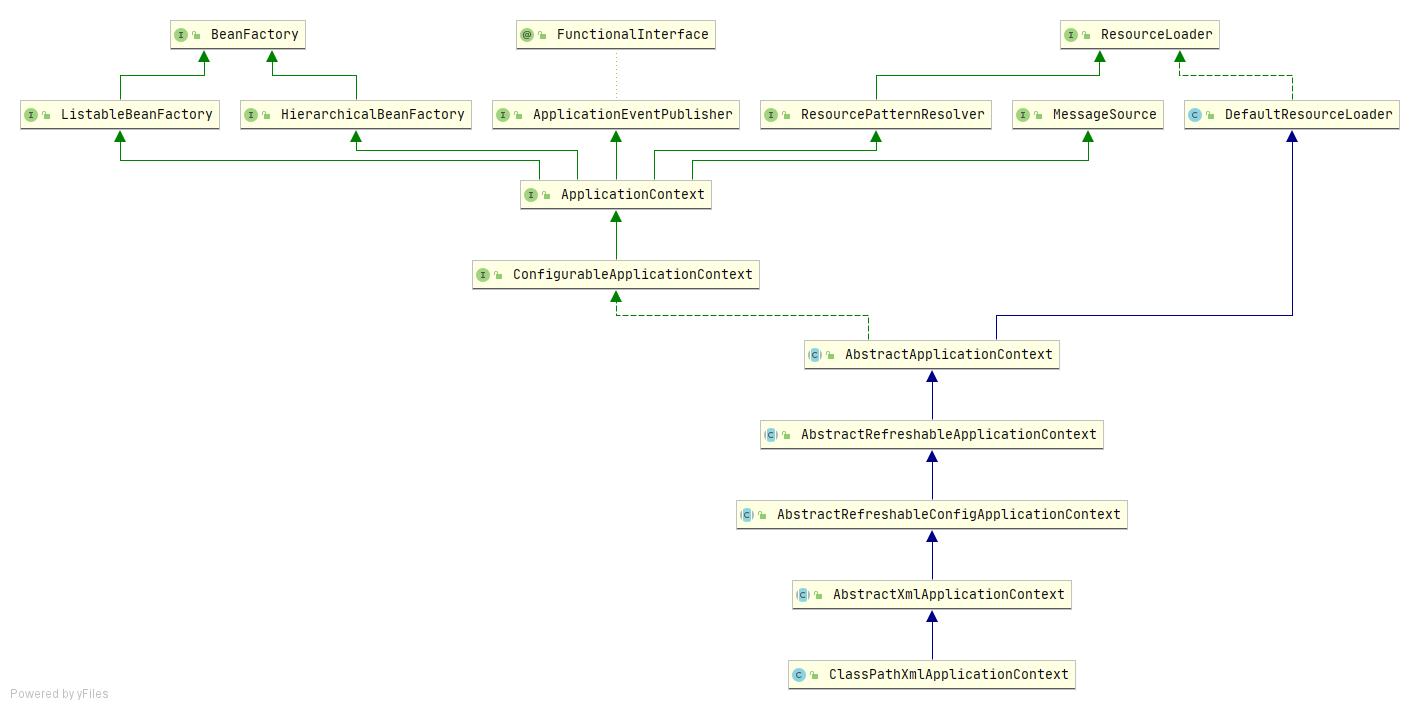 BeanFactory
FunctionalInterface
ResourceLoader
ListableBeanFactory
HierarchicalBeanFactory
ApplicationEventPublisher
ResourcePatternResolver
MessageSource
DefaultResourceLoader
ApplicationContext
ConfigurableApplicationContext
AbstractApplicationContext
AbstractRefreshableApplicationContext
AbstractRefreshableConfigApplicationContext
AbstractXmlApplicationContext
ClassPathXmlApplicationContext
Powered by yFiles